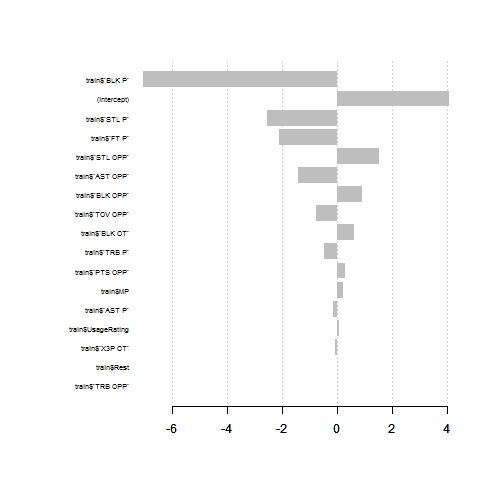 train$"BLK P"
(Intercept)
train$"STL P"
train$"FT P"
train$"STL OPP"
train$"AST OPP"
train$"BLK OPP"
train$"TOV OPP"
train$"BLK OT"
train$"TRB P"
train$"PTS OPP"
train$MP
train$"AST P"
train$UsageRating
train$"X3P OT"
train$Rest
train$"TRB OPP"
-6 -4 -2 0 2 4